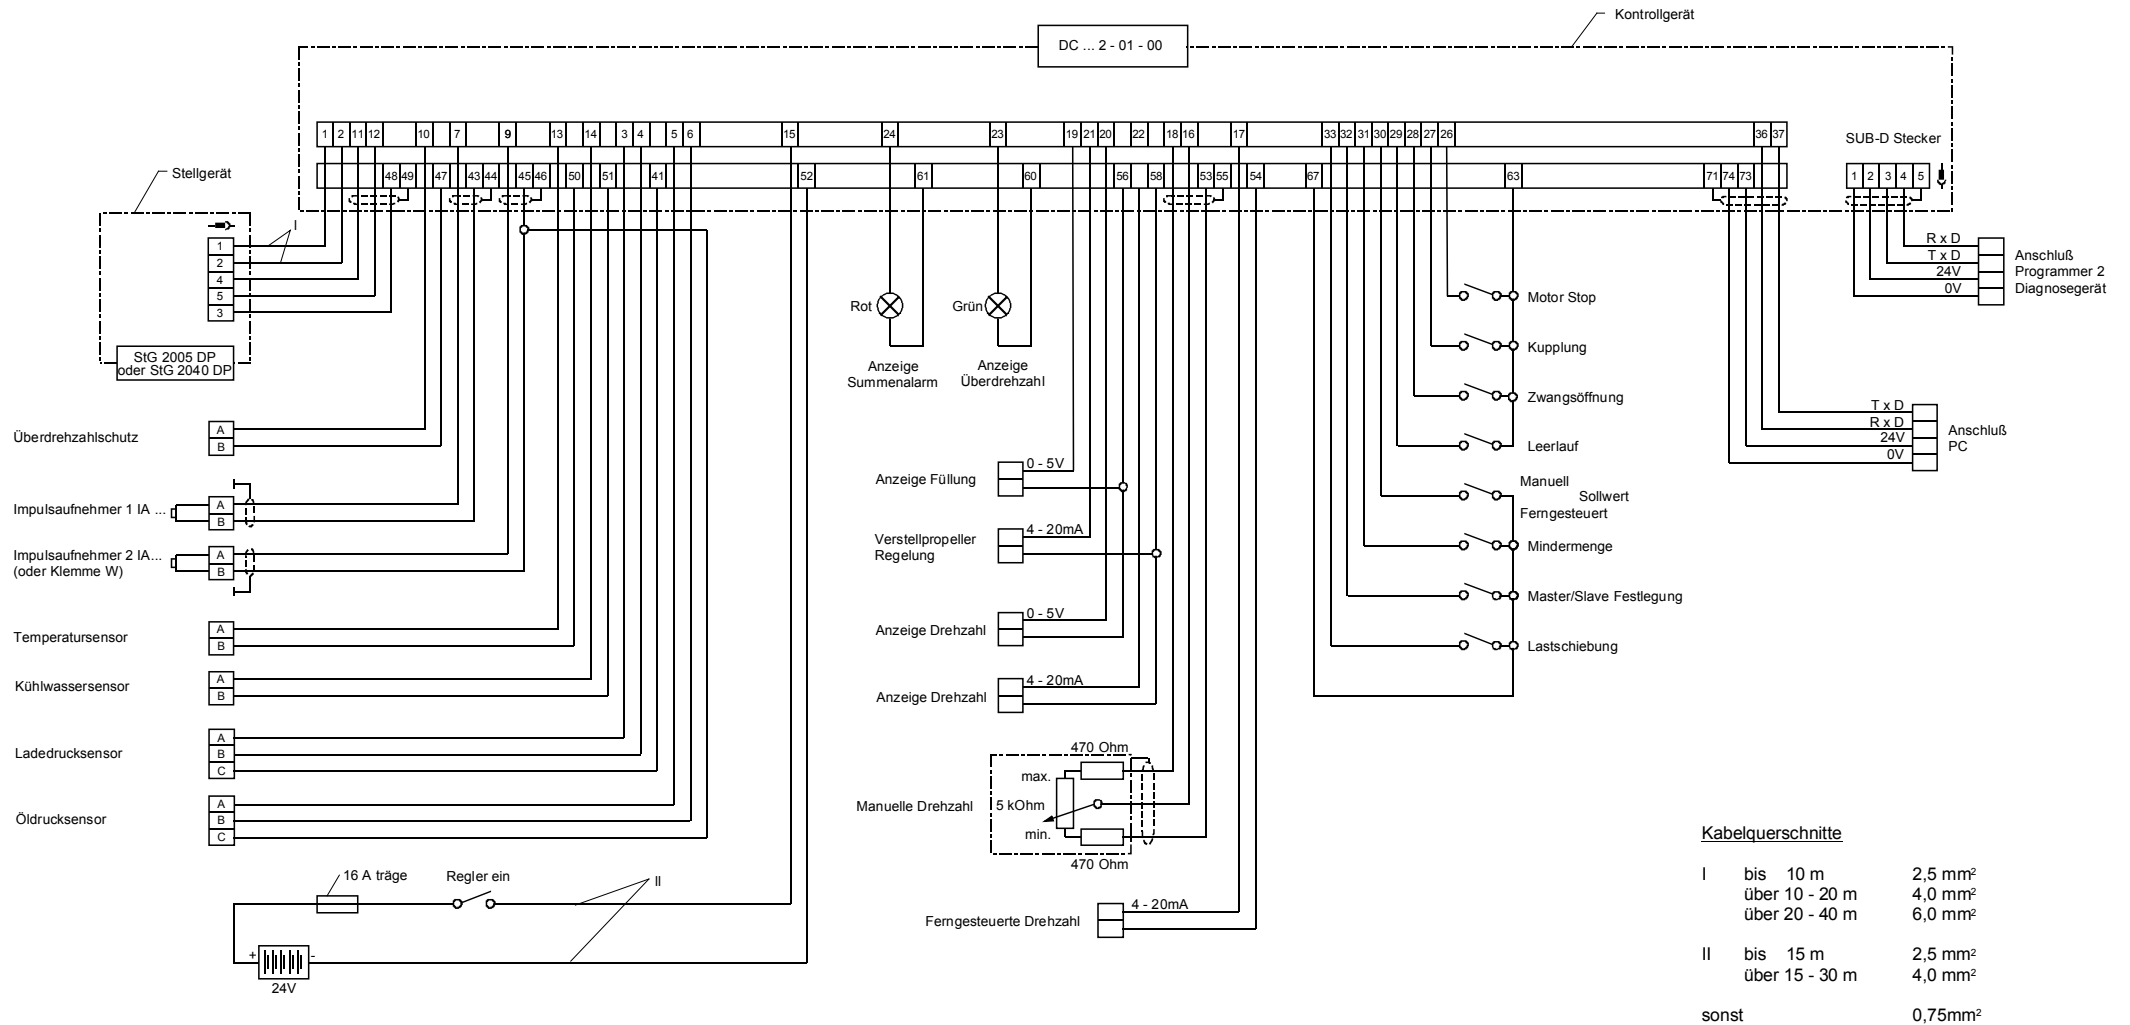 Kontrollgerät
DC ... 2 - 01 - 00
1 2 11 12 10 7 9 13 14 3 4 5 6 15 24 23 19 21 20 22 18 16 17 33 32 31 30 29 28 27 26 36 37
SUB-D Stecker
48 49 47 43 44 45 46 50 51 41 52 61 60 56 58 53 55 54 67 63 71 74 73
1 2 3 4 5
Stellgerät
I
1
2
4
5
3
StG 2005 DP
oder StG 2040 DP
R x D
T x D
24V
0V
Anschluß
Programmer 2
Diagnosegerät
Rot
Anzeige
Summenalarm
Grün
Anzeige
Überdrehzahl
Motor Stop
Kupplung
Zwangsöffnung
Leerlauf
Manuell
Sollwert
Ferngesteuert
Mindermenge
Master/Slave Festlegung
Lastschiebung
T x D
R x D
24V
0V
Anschluß
PC
Überdrehzahlschutz
A
B
Impulsaufnehmer 1 IA ...
A
B
Impulsaufnehmer 2 IA...
(oder Klemme W)
A
B
Temperatursensor
A
B
Kühlwassersensor
A
B
Ladedrucksensor
A
B
C
Öldrucksensor
A
B
C
Anzeige Füllung
0 - 5V
Verstellpropeller
Regelung
4 - 20mA
Anzeige Drehzahl
0 - 5V
Anzeige Drehzahl
4 - 20mA
470 Ohm
max.
Manuelle Drehzahl
5 kOhm
min.
470 Ohm
Ferngesteuerte Drehzahl
4 - 20mA
16 A träge
Regler ein
II
+
-
24V
Kabelquerschnitte
I bis 10 m 2,5 mm²
über 10 - 20 m 4,0 mm²
über 20 - 40 m 6,0 mm²
II bis 15 m 2,5 mm²
über 15 - 30 m 4,0 mm²
sonst 0,75mm²